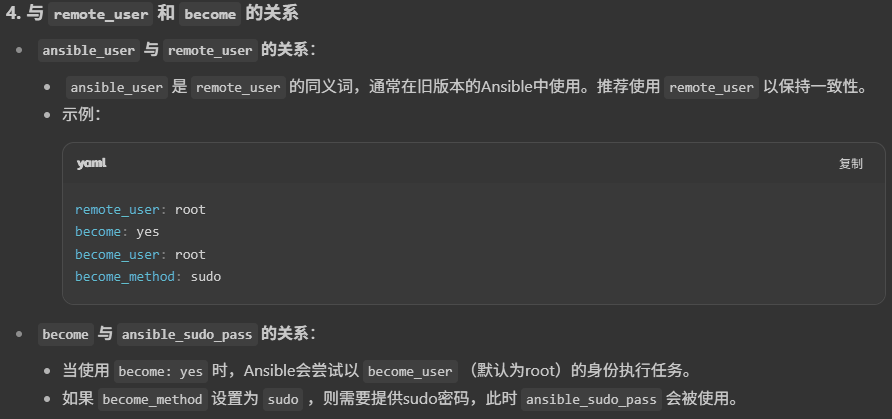 4. 与 remote_user 和 become 的关系
ansible_user 与 remote_user 的关系：
ansible_user 是 remote_user 的同义词，通常在旧版本的Ansible中使用。推荐使用 remote_user 以保持一致性。
示例：
yaml 复制
remote_user: root
become: yes
become_user: root
become_method: sudo
become 与 ansible_sudo_pass 的关系：
当使用 become: yes 时，Ansible会尝试以 become_user （默认为root）的身份执行任务。
如果 become_method 设置为 sudo ，则需要提供sudo密码，此时 ansible_sudo_pass 会被使用。